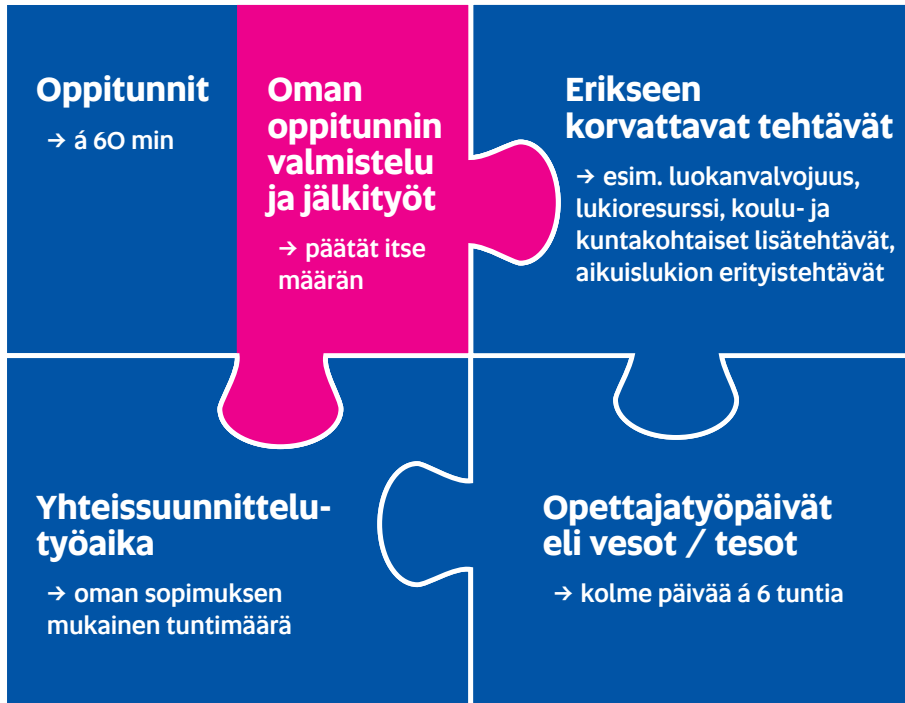 Oppitunnit
→ á 60 min
Oman
oppitunnin
valmistelu
ja jälkityöt
→ päätät itse
määrän
Erikseen
korvattavat tehtävät
→ esim. luokanvalvojuus,
lukioresurssi, koulu- ja
kuntakohtaiset lisätehtävät,
aikuislukion erityistehtävät
Yhteissuunnittelu-
työaika
→ oman sopimuksen
mukainen tuntimäärä
Opettajatyöpäivät
eli vesot / tesot
→ kolme päivää á 6 tuntia